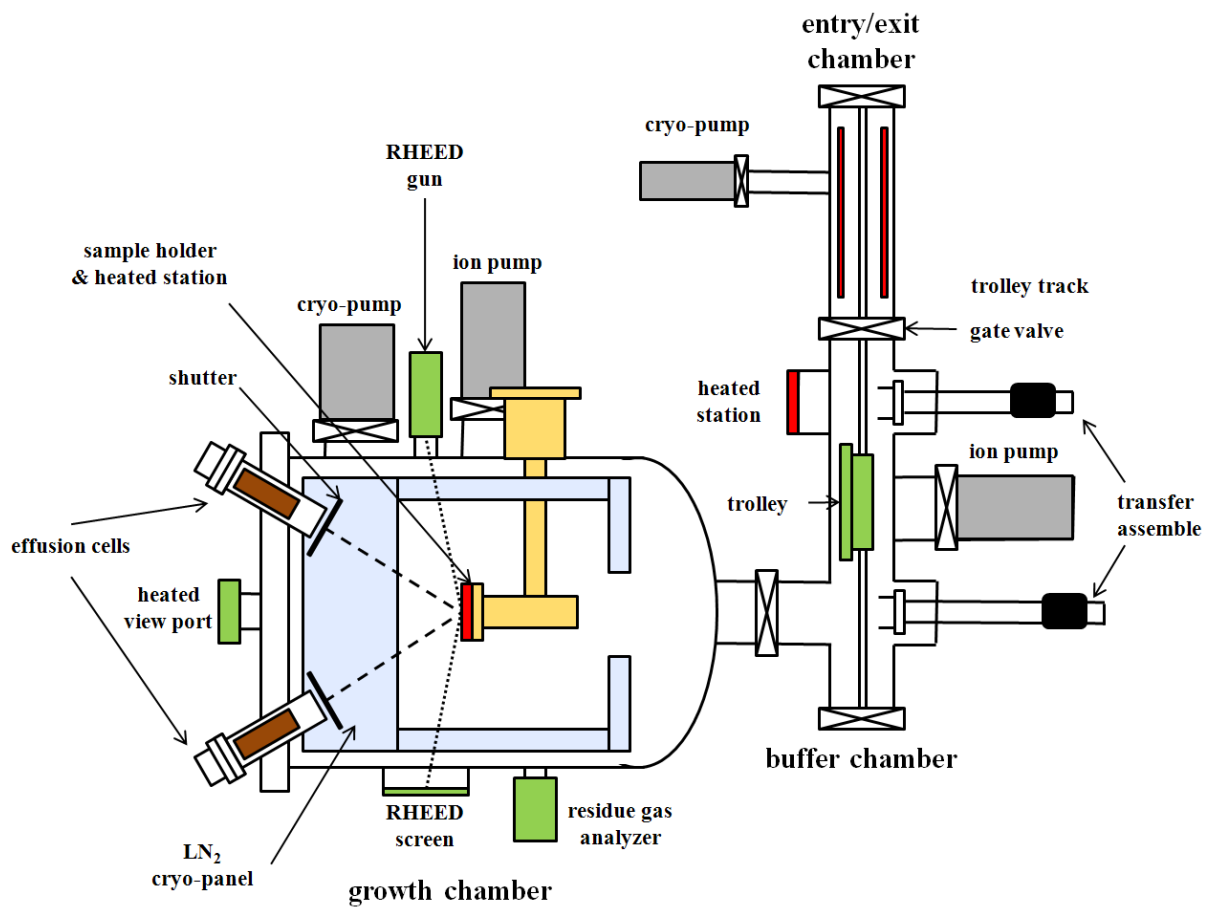 entry/exit
chamber
cryo-pump
RHEED
gun
sample holder
& heated station
ion pump
cryo-pump
trolley track
gate valve
shutter
heated
station
ion pump
trolley
transfer
assemble
effusion cells
heated
view port
buffer chamber
RHEED
screen
residue gas
analyzer
LN₂
cryo-panel
growth chamber